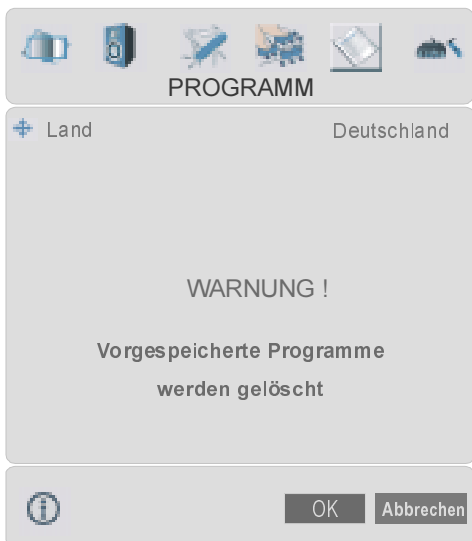 PROGRAMM
Land Deutschland
WARNUNG !
Vorgespeicherte Programme
werden gelöscht
OK Abbrechen